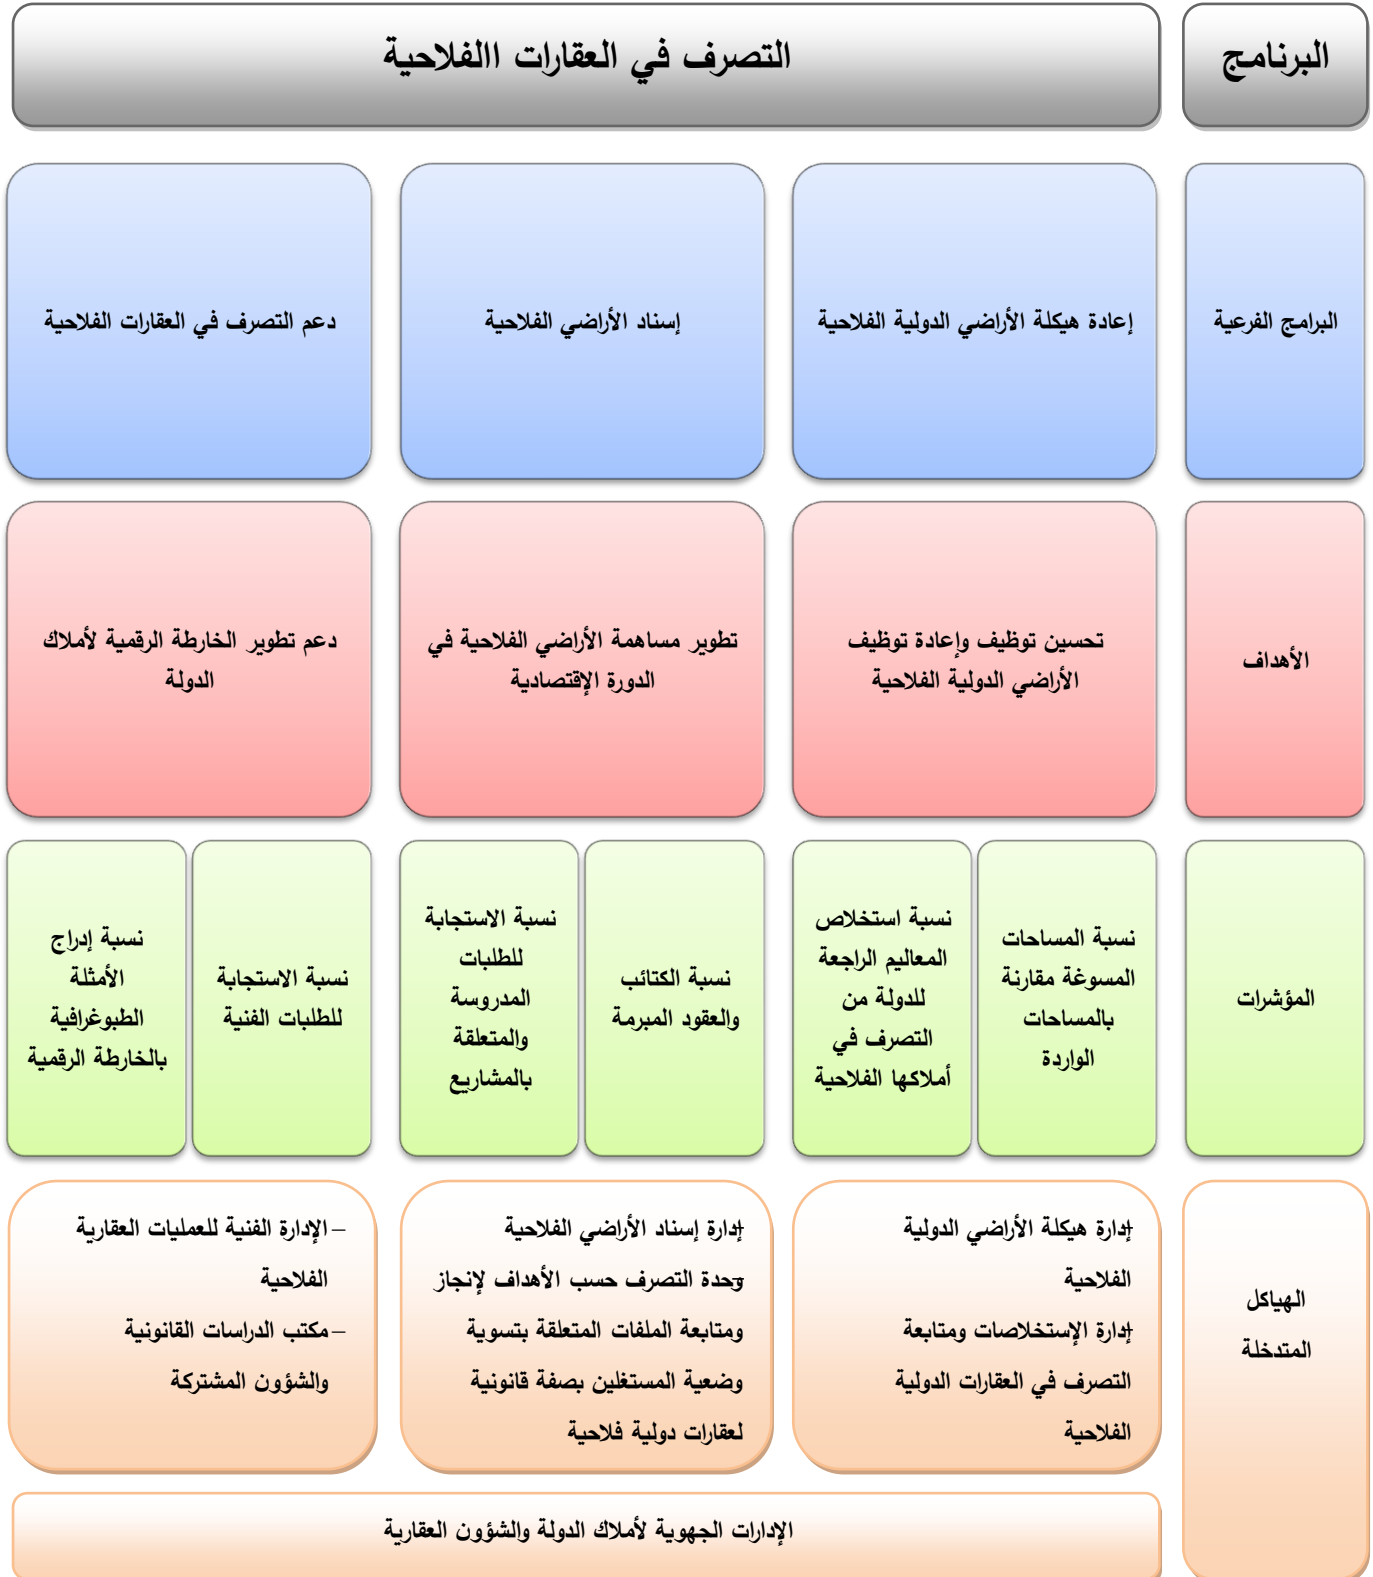 البرنامج
التصرف في العقارات االفلاحية
البرامج الفرعية
إعادة هيكلة الأراضي الدولية الفلاحية
إسناد الأراضي الفلاحية
دعم التصرف في العقارات الفلاحية
الأهداف
تحسين توظيف وإعادة توظيف
الأراضي الدولية الفلاحية
تطوير مساهمة الأراضي الفلاحية في
الدورة الإقتصادية
دعم تطوير الخارطة الرقمية لأملاك
الدولة
المؤشرات
نسبة المساحات
المسوغة مقارنة
بالمساحات
الواردة
نسبة استخلاص
المعاليم الراجعة
للدولة من
التصرف في
أملاكها الفلاحية
نسبة الكتائب
والعقود المبرمة
نسبة الاستجابة
للطلبات
المدروسة
والمتعلقة
بالمشاريع
نسبة الاستجابة
للطلبات الفنية
نسبة إدراج
الأمثلة
الطبوغرافية
بالخارطة الرقمية
الهياكل
المتدخلة
-إدارة هيكلة الأراضي الدولية
الفلاحية
-إدارة الإستخلاصات ومتابعة
التصرف في العقارات الدولية
الفلاحية
-إدارة إسناد الأراضي الفلاحية
-وحدة التصرف حسب الأهداف لإنجاز
ومتابعة الملفات المتعلقة بتسوية
وضعية المستغلين بصفة قانونية
لعقارات دولية فلاحية
– الإدارة الفنية للعمليات العقارية
الفلاحية
– مكتب الدراسات القانونية
والشؤون المشتركة
الإدارات الجهوية لأملاك الدولة والشؤون العقارية